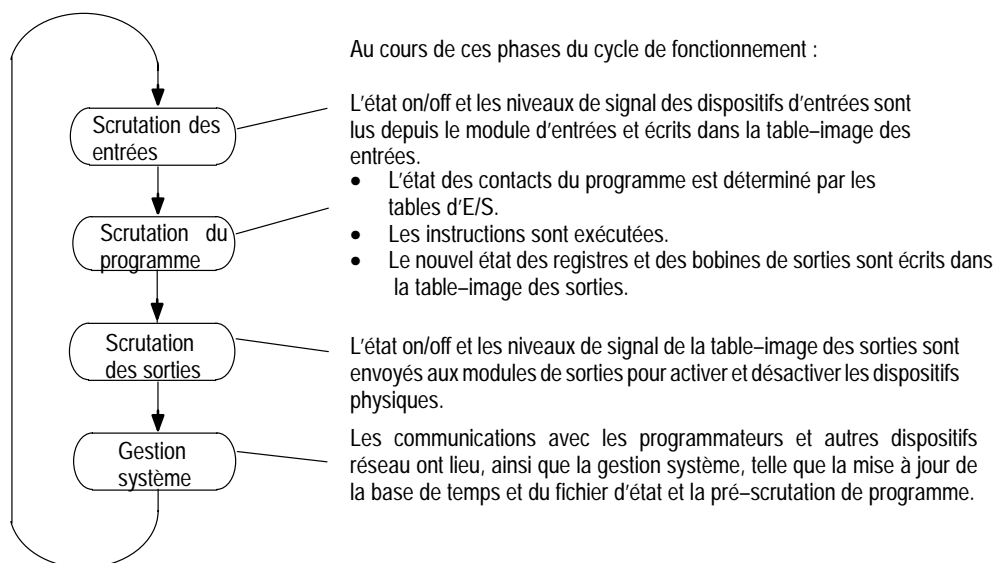 Au cours de ces phases du cycle de fonctionnement :
Scrutation des
entrées
L'état on/off et les niveaux de signal des dispositifs d'entrées sont
lus depuis le module d'entrées et écrits dans la table–image des
entrées.
Scrutation du
programme
• L'état des contacts du programme est déterminé par les
tables d'E/S.
• Les instructions sont exécutées.
• Le nouvel état des registres et des bobines de sorties sont écrits dans
la table–image des sorties.
Scrutation
des sorties
L'état on/off et les niveaux de signal de la table–image des sorties sont
envoyés aux modules de sorties pour activer et désactiver les dispositifs
physiques.
Gestion
système
Les communications avec les programmateurs et autres dispositifs
réseau ont lieu, ainsi que la gestion système, telle que la mise à jour de
la base de temps et du fichier d'état et la pré–scrutation de programme.